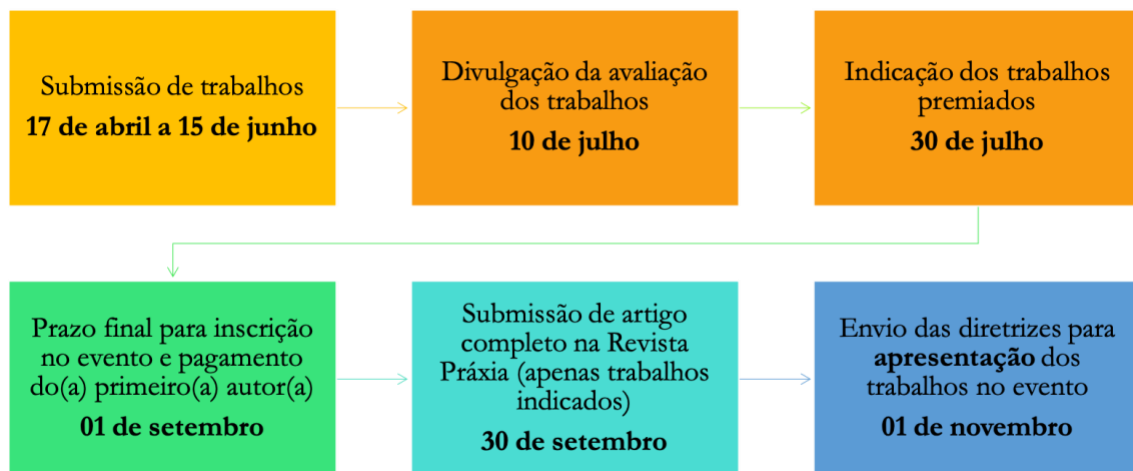 Submissão de trabalhos
17 de abril a 15 de junho
Divulgação da avaliação
dos trabalhos
10 de julho
Indicação dos trabalhos
premiados
30 de julho
Prazo final para inscrição
no evento e pagamento
do(a) primeiro(a) autor(a)
01 de setembro
Submissão de artigo
completo na Revista
Práxia (apenas trabalhos
indicados)
30 de setembro
Envio das diretrizes para
apresentação dos
trabalhos no evento
01 de novembro